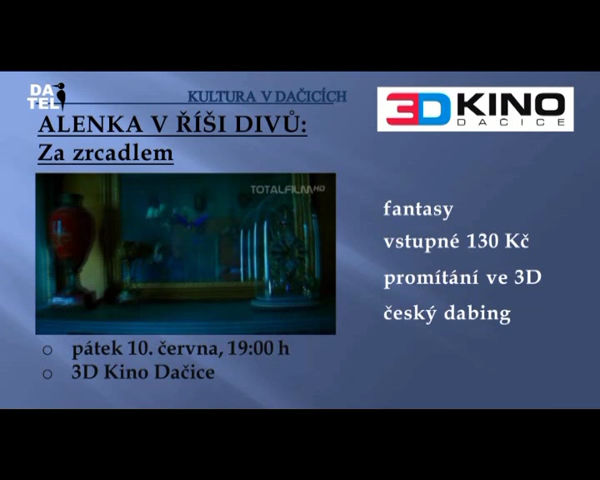 DA
TEL
KULTURA V DAČICÍCH
3D KINO
DAČICE
ALENKA V ŘÍŠI DIVŮ:
Za zrcadlem
TOTALFILM HD
fantasy
vstupné 130 Kč
promítání ve 3D
český dabing
pátek 10. června, 19:00 h
3D Kino Dačice